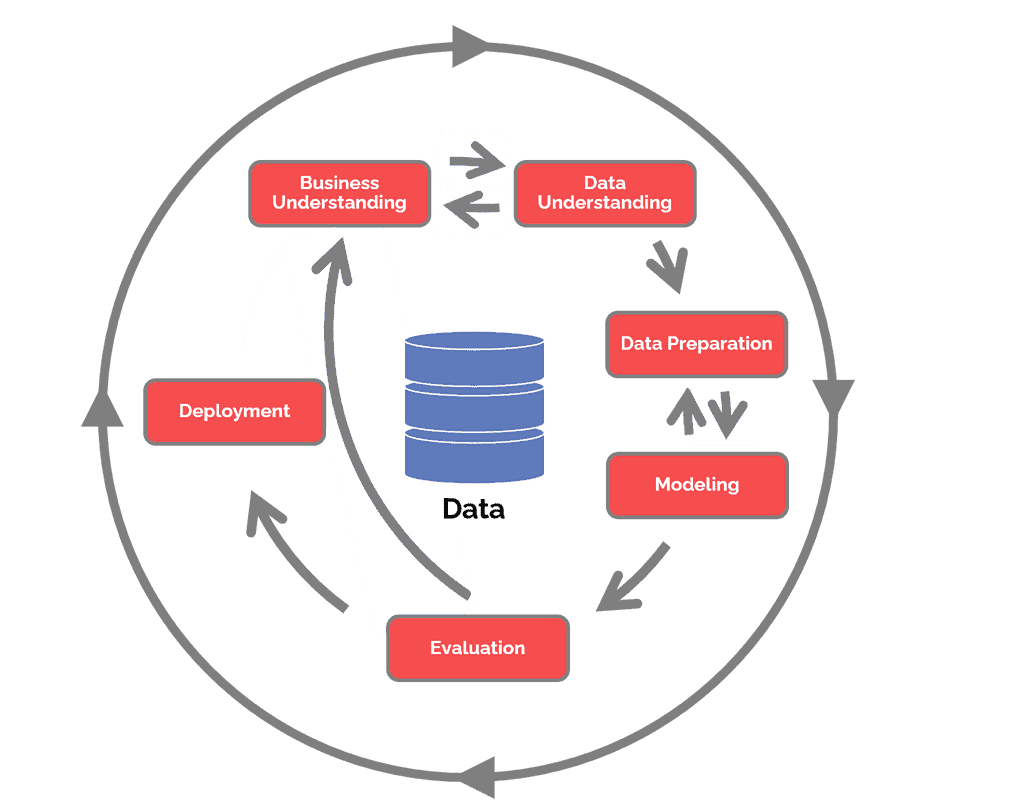 Business
Understanding
Data
Understanding
Data Preparation
Modeling
Evaluation
Deployment
Data